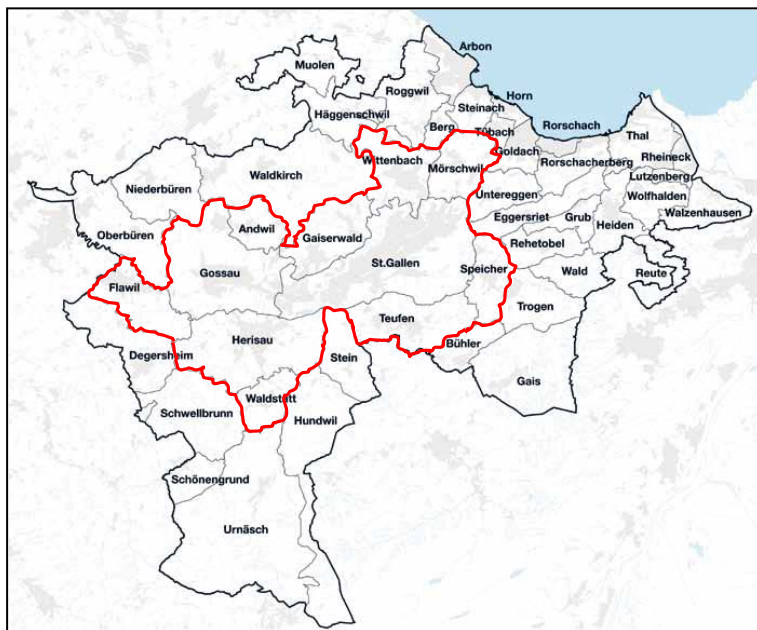 Arbon
Muolen
Roggwil
Horn
Steinach
Häggenschwil
Berg
Tübach
Rorschach
Thal
Goldach
Wittenbach
Mörschwil
Rorschacherberg
Rheineck
Waldkirch
Lutzenberg
Niederbüren
Untereggen
Wolfhalden
Walzenhausen
Eggersriet
Grub
Andwil
Heiden
Oberbüren
Gaiserwald
Rehetobel
St.Gallen
Speicher
Wald
Reute
Gossau
Flawil
Trogen
Teufen
Herisau
Bühler
Degersheim
Stein
Gais
Waldstatt
Schwellbrunn
Hundwil
Schönengrund
Urnäsch